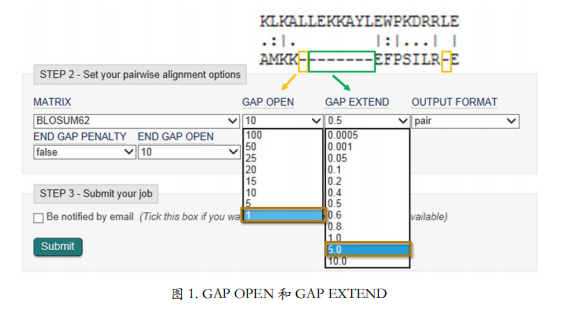 KLKALLEKKAYLEWPKDRRLE
.:|. |:|...| |
AMKK--------EFPSILR-E
STEP 2 - Set your pairwise alignment options
MATRIX GAP OPEN GAP EXTEND OUTPUT FORMAT
BLOSUM62 10 0.5 pair
END GAP PENALTY END GAP OPEN
false 10
100
50
25
20
15
10
5
1
0.0005
0.001
0.05
0.1
0.2
0.4
0.5
0.6
0.8
1.0
5.0
10.0
STEP 3 - Submit your job
Be notified by email (Tick this box if you wa vailable)
Submit
图 1. GAP OPEN 和 GAP EXTEND